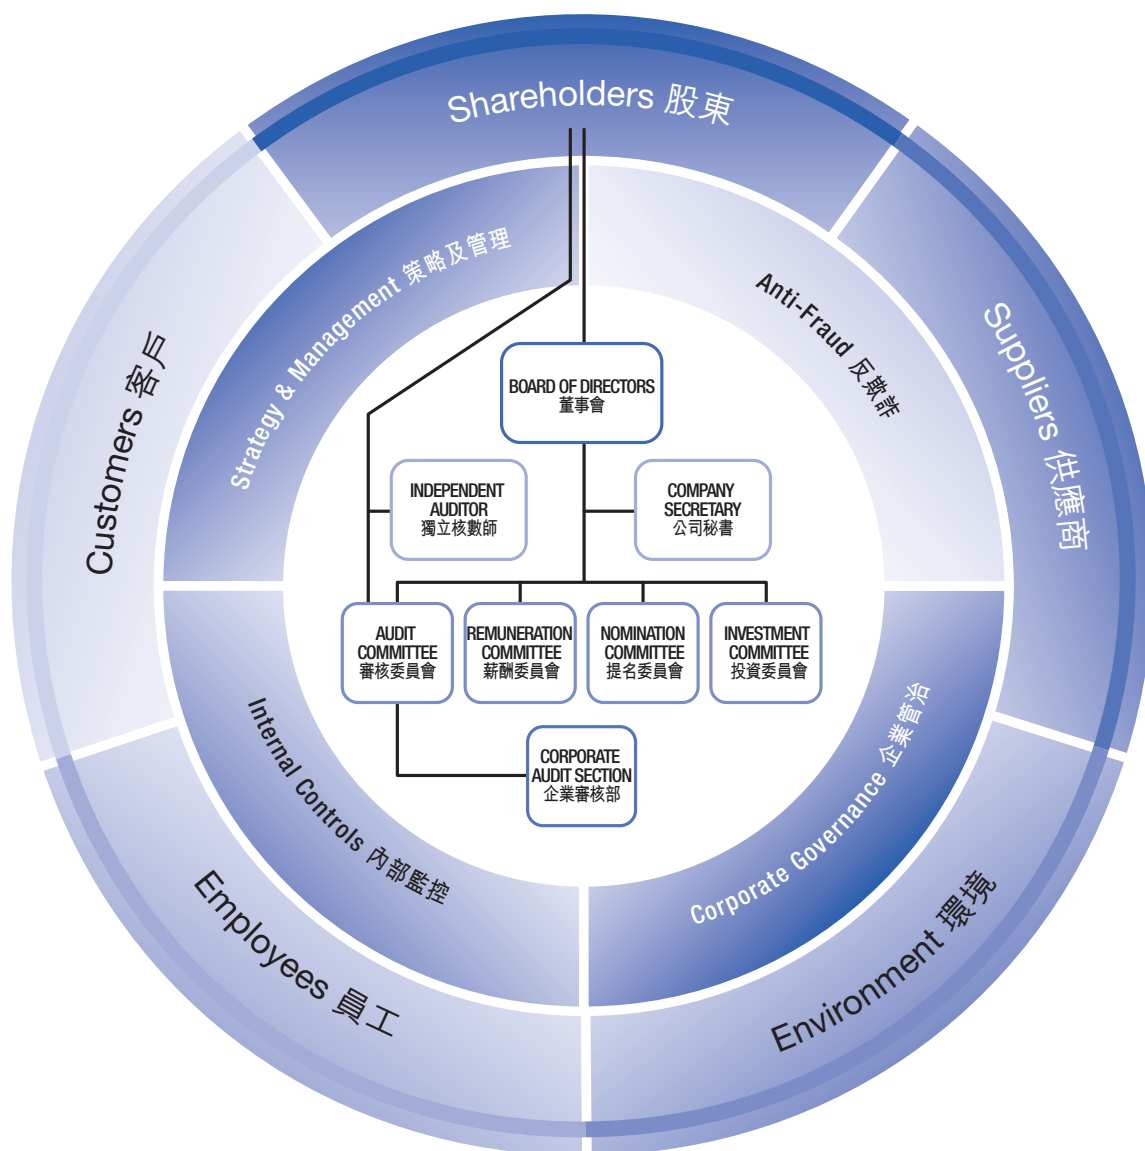 Shareholders 股東
Strategy & Management 策略及管理
Anti-Fraud 反欺詐
Customers 客戶
Suppliers 供應商
BOARD OF DIRECTORS
董事會
INDEPENDENT
AUDITOR
獨立核數師
COMPANY
SECRETARY
公司秘書
AUDIT
COMMITTEE
審核委員會
REMUNERATION
COMMITTEE
薪酬委員會
NOMINATION
COMMITTEE
提名委員會
INVESTMENT
COMMITTEE
投資委員會
CORPORATE
AUDIT SECTION
企業審核部
Internal Controls 內部監控
Corporate Governance 企業管治
Employees 員工
Environment 環境